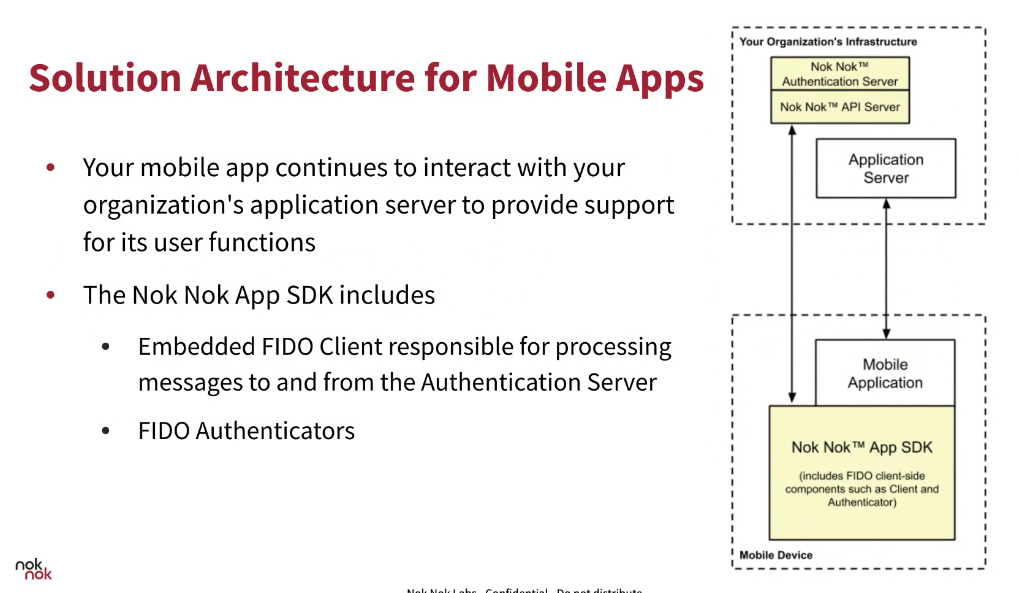 Solution Architecture for Mobile Apps
• Your mobile app continues to interact with your
organization's application server to provide support
for its user functions
• The Nok Nok App SDK includes
• Embedded FIDO Client responsible for processing
messages to and from the Authentication Server
• FIDO Authenticators
Your Organization's Infrastructure
Nok Nok™
Authentication Server
Nok Nok™ API Server
Application
Server
Mobile
Application
Nok Nok™ App SDK
(includes FIDO client-side
components such as Client and
Authenticator)
Mobile Device
nok
nok
Nok Nok Labs - Confidential - Do not distribute